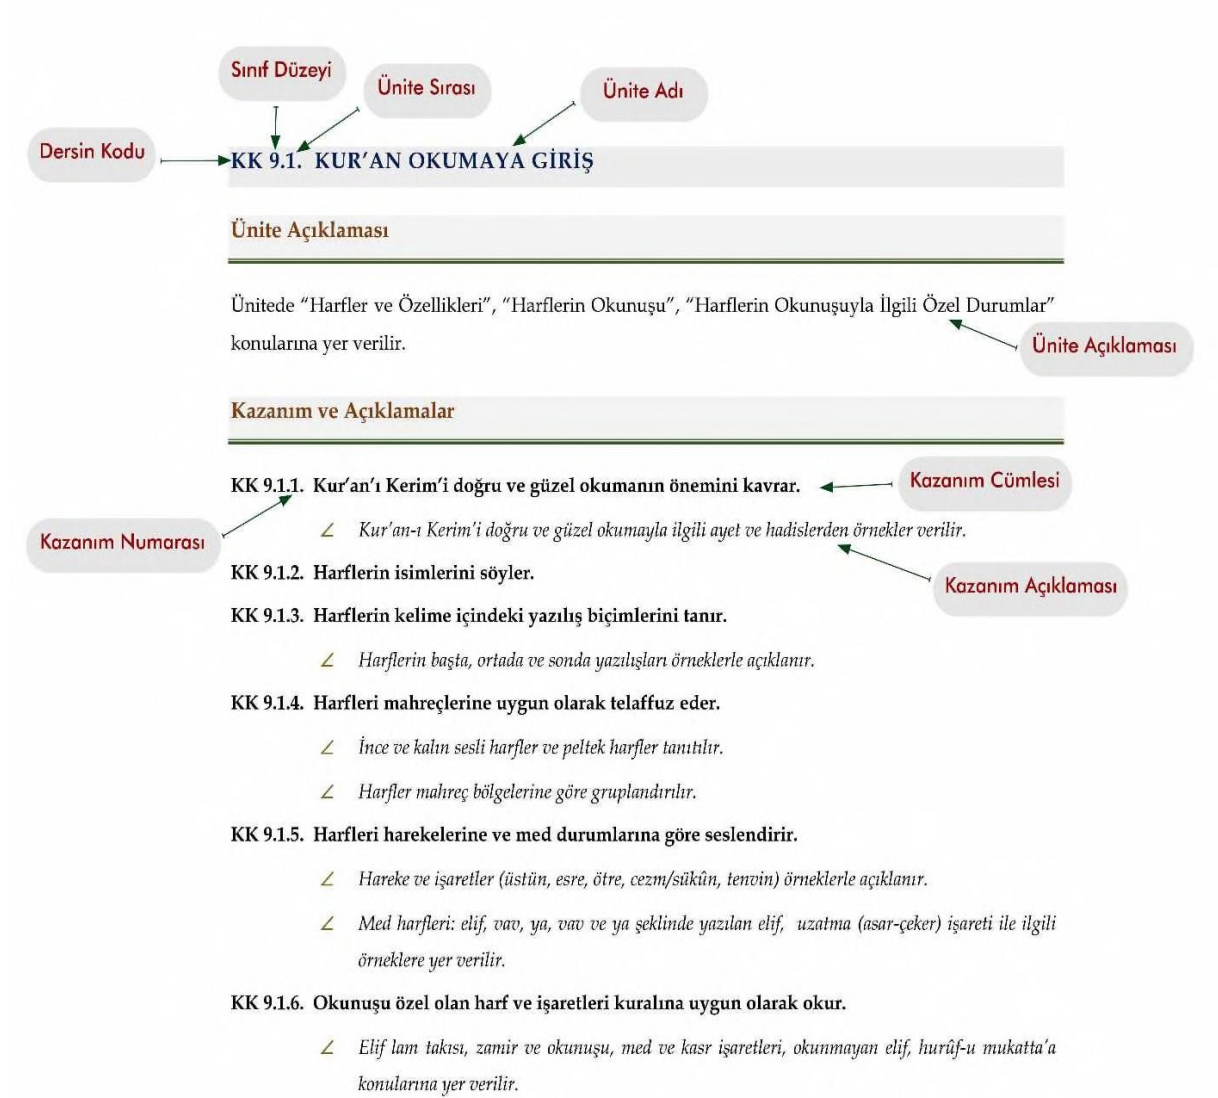 Sınıf Düzeyi
Ünite Sırası
Ünite Adı
Dersin Kodu
KK 9.1. KUR'AN OKUMAYA GİRİŞ
Ünite Açıklaması
Ünitede "Harfler ve Özellikleri", "Harflerin Okunuşu", "Harflerin Okunuşuyla İlgili Özel Durumlar"
konularına yer verilir.
Ünite Açıklaması
Kazanım ve Açıklamalar
KK 9.1.1. Kur'an'ı Kerim'i doğru ve güzel okumanın önemini kavrar.
Kazanım Cümlesi
Kazanım Numarası
∠ Kur'an-ı Kerim'i doğru ve güzel okumayla ilgili ayet ve hadislerden örnekler verilir.
KK 9.1.2. Harflerin isimlerini söyler.
Kazanım Açıklaması
KK 9.1.3. Harflerin kelime içindeki yazılış biçimlerini tanır.
∠ Harflerin başta, ortada ve sonda yazılışları örneklerle açıklanır.
KK 9.1.4. Harfleri mahreçlerine uygun olarak telaffuz eder.
∠ İnce ve kalın sesli harfler ve peltek harfler tanıtılır.
∠ Harfler mahreç bölgelerine göre gruplandırılır.
KK 9.1.5. Harfleri harekelerine ve med durumlarına göre seslendirir.
∠ Hareke ve işaretler (üstün, esre, ötre, cezm/sükûn, tenvin) örneklerle açıklanır.
∠ Med harfleri: elif, vav, ya, vav ve ya şeklinde yazılan elif, uzatma (asar-çeker) işareti ile ilgili
örneklere yer verilir.
KK 9.1.6. Okunuşu özel olan harf ve işaretleri kuralına uygun olarak okur.
∠ Elif lam takısı, zamir ve okunuşu, med ve kasr işaretleri, okunmayan elif, hurûf-u mukatta'a
konularına yer verilir.